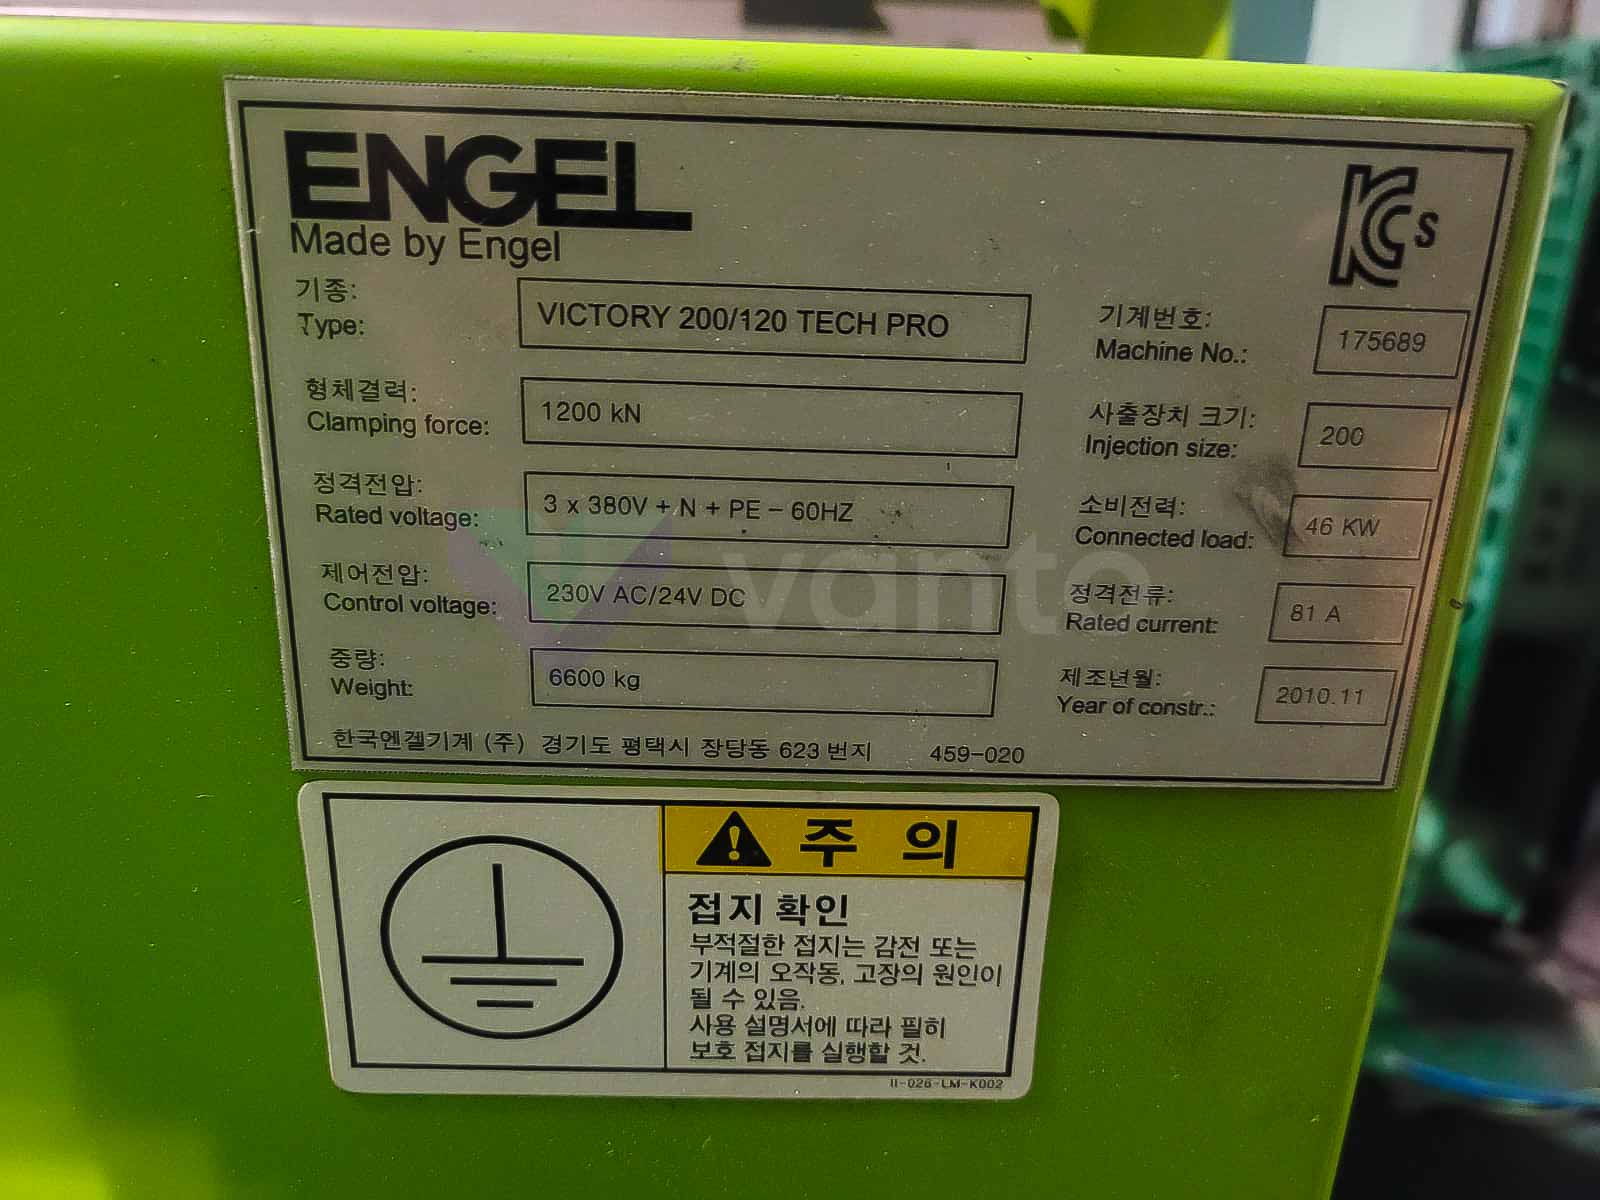 ENGEL
Made by Engel
KCs
기종:
Type:
VICTORY 200/120 TECH PRO
기계번호:
Machine No.:
175689
형체결력:
Clamping force:
1200 kN
사출장치 크기:
Injection size:
200
정격전압:
Rated voltage:
3 x 380V + N + PE – 60HZ
소비전력:
Connected load:
46 KW
제어전압:
Control voltage:
230V AC/24V DC
정격전류:
Rated current:
81 A
중량:
Weight:
6600 kg
제조년월:
Year of constr.:
2010.11
한국엔겔기계 (주) 경기도 평택시 장당동 623 번지 459-020
vanto
주 의
접지 확인
부적절한 접지는 감전 또는
기계의 오작동, 고장의 원인이
될 수 있음.
사용 설명서에 따라 필히
보호 접지를 실행할 것.
II-026-LM-K002